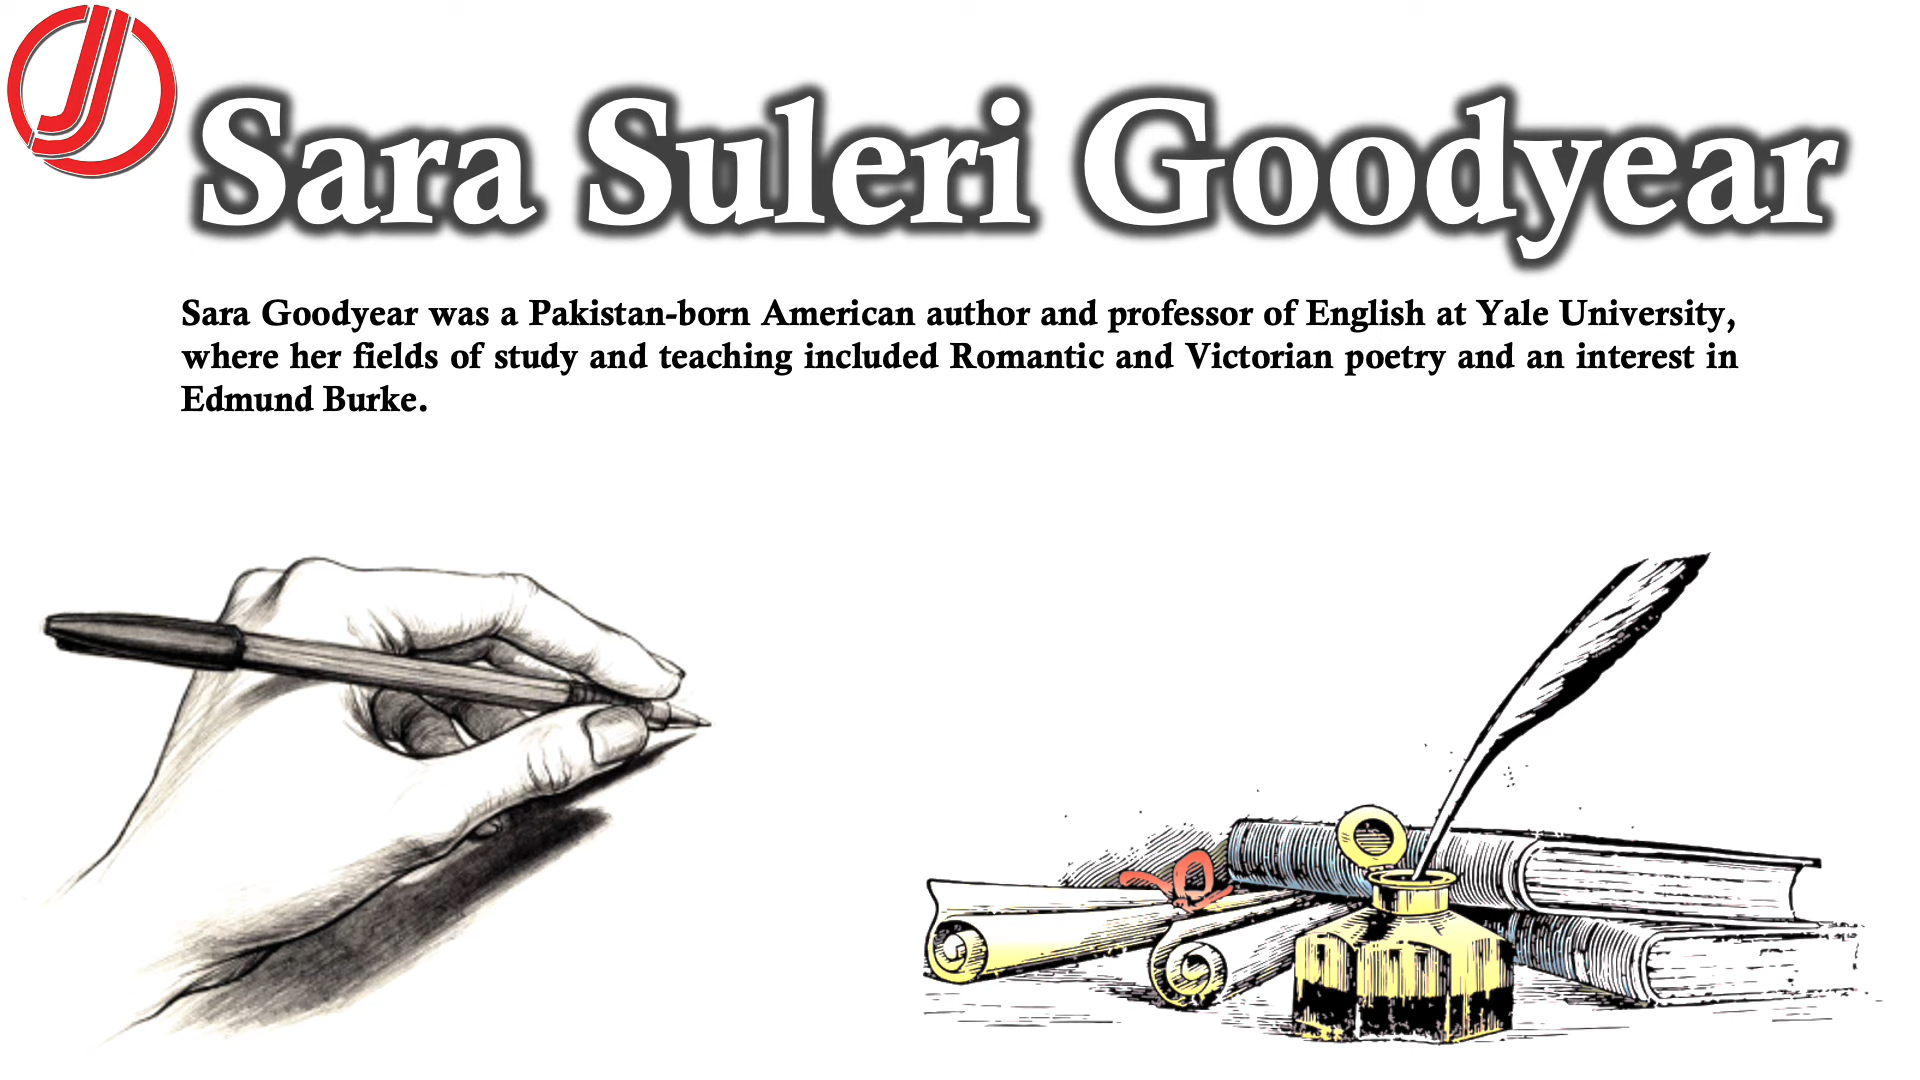 Sara Suleri Goodyear
Sara Goodyear was a Pakistan-born American author and professor of English at Yale University,
where her fields of study and teaching included Romantic and Victorian poetry and an interest in
Edmund Burke.